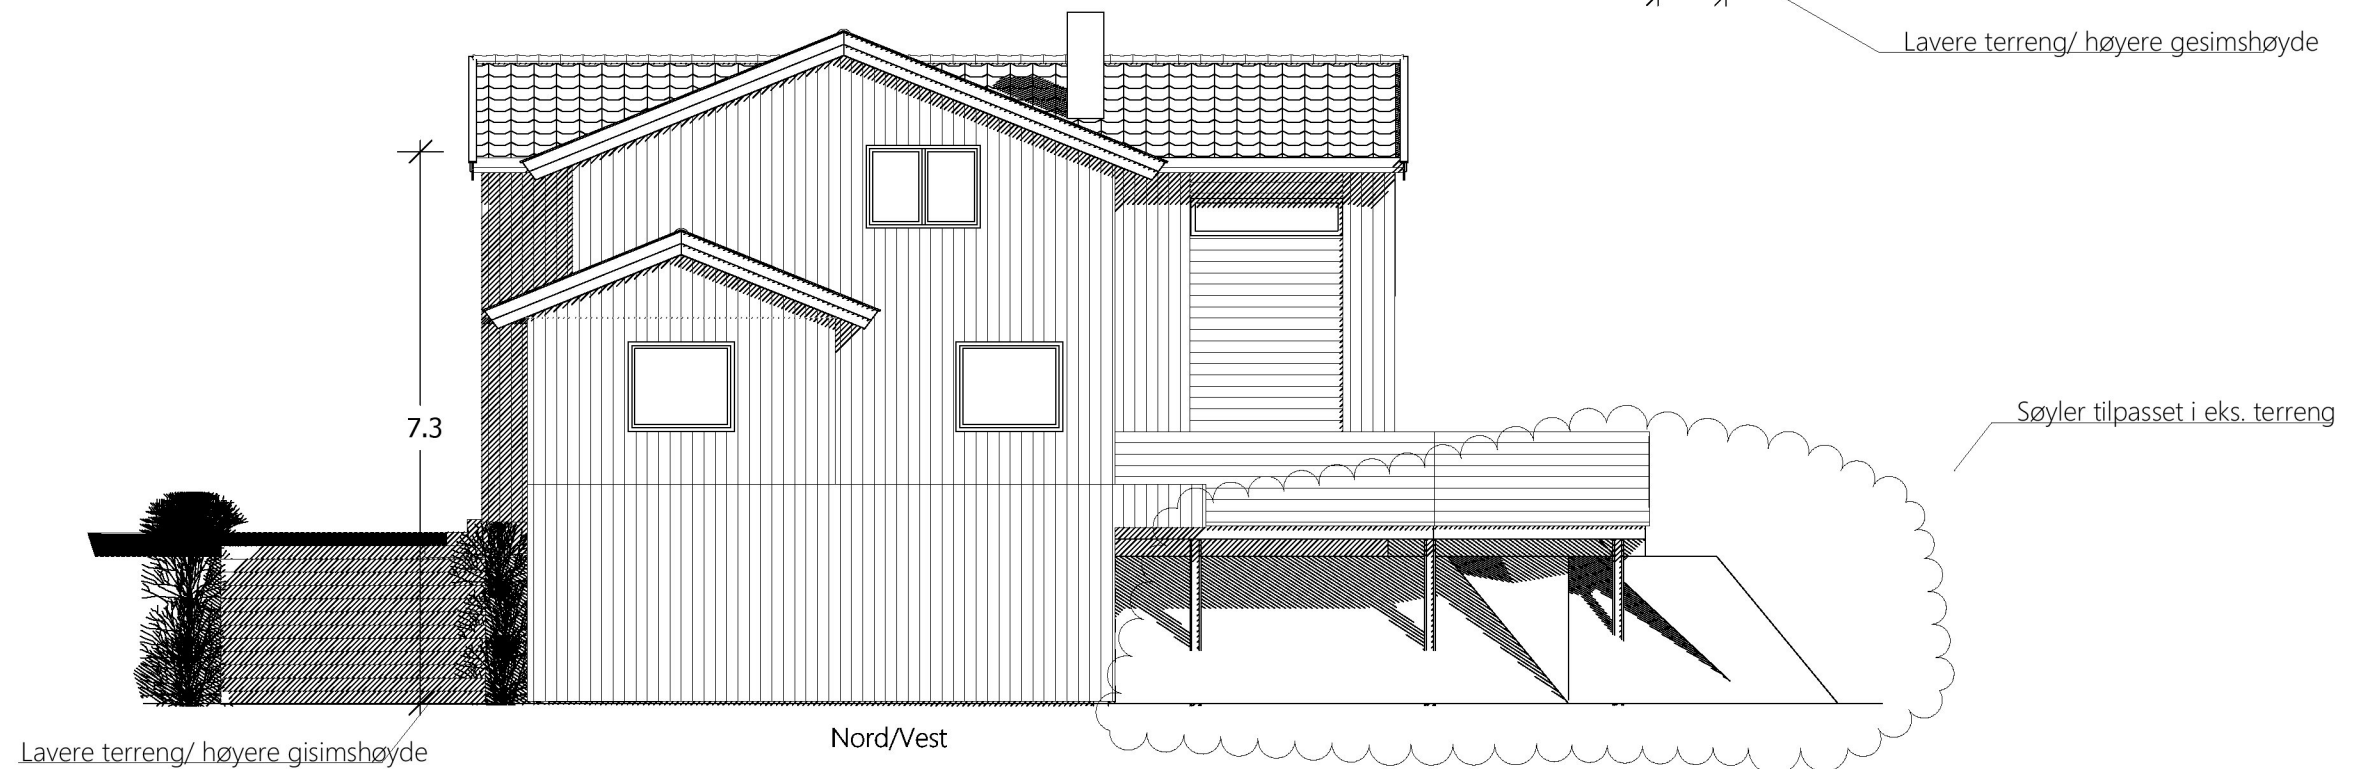 Lavere terreng/ høyere gesimshøyde
Søyler tilpasset i eks. terreng
7.3
Nord/Vest
Lavere terreng/ høyere gisimshøyde